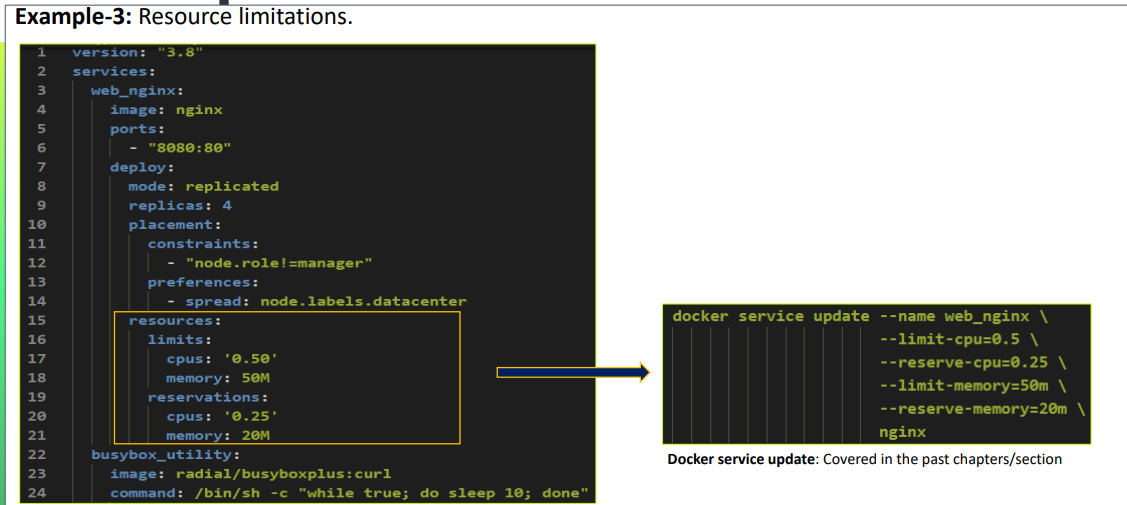 Example-3: Resource limitations.
1 version: "3.8"
2 services:
3   web_nginx:
4     image: nginx
5     ports:
6       - "8080:80"
7     deploy:
8       mode: replicated
9       replicas: 4
10       placement:
11         constraints:
12           - "node.role!=manager"
13         preferences:
14           - spread: node.labels.datacenter
15       resources:
16         limits:
17           cpus: '0.50'
18           memory: 50M
19         reservations:
20           cpus: '0.25'
21           memory: 20M
22   busybox_utility:
23     image: radial/busyboxplus:curl
24     command: /bin/sh -c "while true; do sleep 10; done"
docker service update --name web_nginx \
--limit-cpu=0.5 \
--reserve-cpu=0.25 \
--limit-memory=50m \
--reserve-memory=20m \
nginx
Docker service update: Covered in the past chapters/section